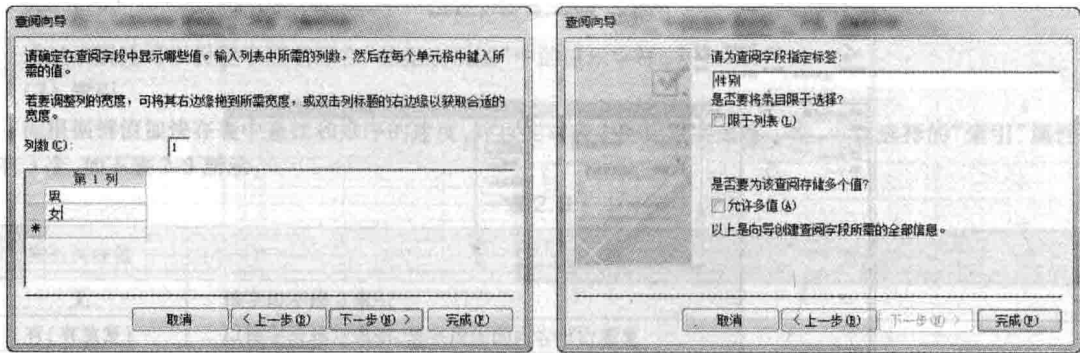 查阅向导
请确定在查阅字段中显示哪些值。输入列表中所需的列数，然后在每个单元格中键入所
需的值。
若要调整列的宽度，可将其右边缘拖到所需宽度，或双击列标题的右边缘以获取合适的
宽度。
列数(C):
1
第 1 列
男
女
*
取消
<上一步(B)
下一步(N) >
完成(F)
查阅向导
请为查阅字段指定标签:
性别
是否要将条目限于选择?
限于列表(L)
是否要为该查阅存储多个值?
允许多值(A)
以上是向导创建查阅字段所需的全部信息。
取消
<上一步(B)
下一步(N) >
完成(F)